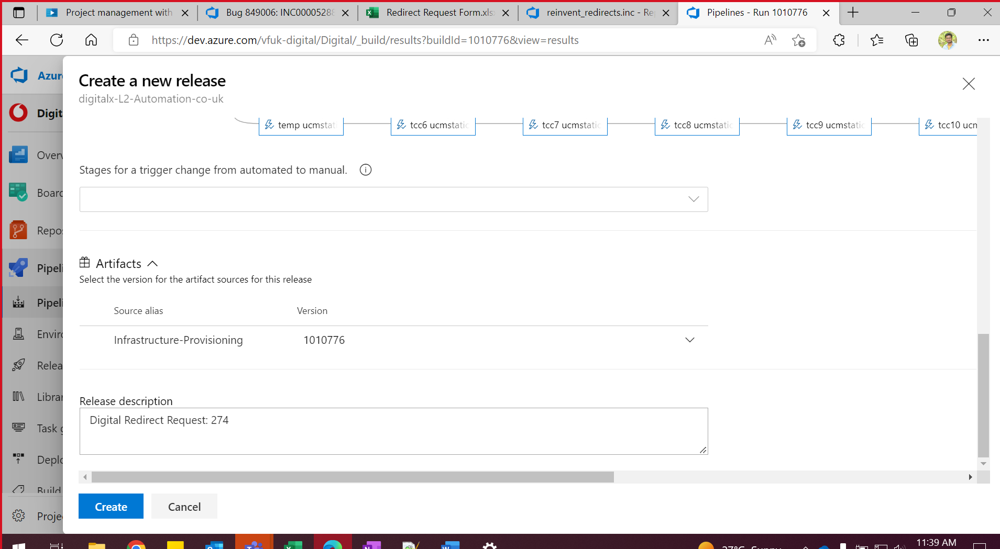 Project management with
Bug 849006: INC00005288
Redirect Request Form.xls
reinvent_redirects.inc - Re
Pipelines - Run 1010776
https://dev.azure.com/vfuk-digital/Digital/_build/results?buildId=1010776&view=results
Azur
Create a new release
digitalx-L2-Automation-co-uk
Digit
temp ucmstat
tcc6 ucmstatic
tcc7 ucmstatic
tcc8 ucmstatic
tcc9 ucmstatic
tcc10 ucm
Overv
Stages for a trigger change from automated to manual.
Board
Repos
Pipeli
Artifacts
Select the version for the artifact sources for this release
Pipeli
Source alias
Version
Enviro
Infrastructure-Provisioning
1010776
Relea
Librar
Release description
Digital Redirect Request: 274
Task g
Deplo
Build
Create
Cancel
Projec
27°C Sunny
11:39 AM